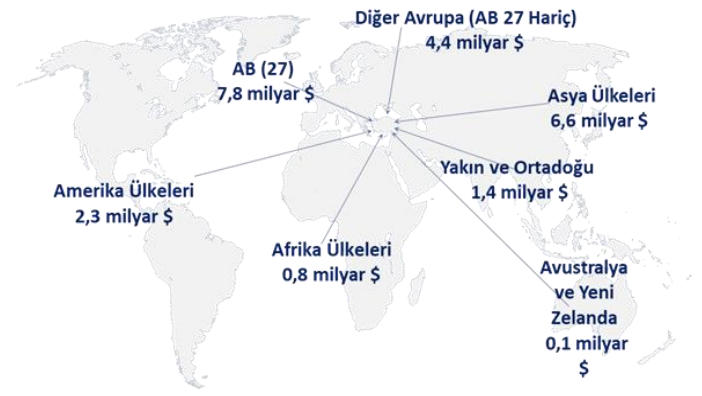 Diğer Avrupa (AB 27 Hariç)
4,4 milyar $
AB (27)
7,8 milyar $
Asya Ülkeleri
6,6 milyar $
Yakın ve Ortadoğu
1,4 milyar $
Amerika Ülkeleri
2,3 milyar $
Afrika Ülkeleri
0,8 milyar $
Avustralya
ve Yeni
Zelanda
0,1 milyar
$